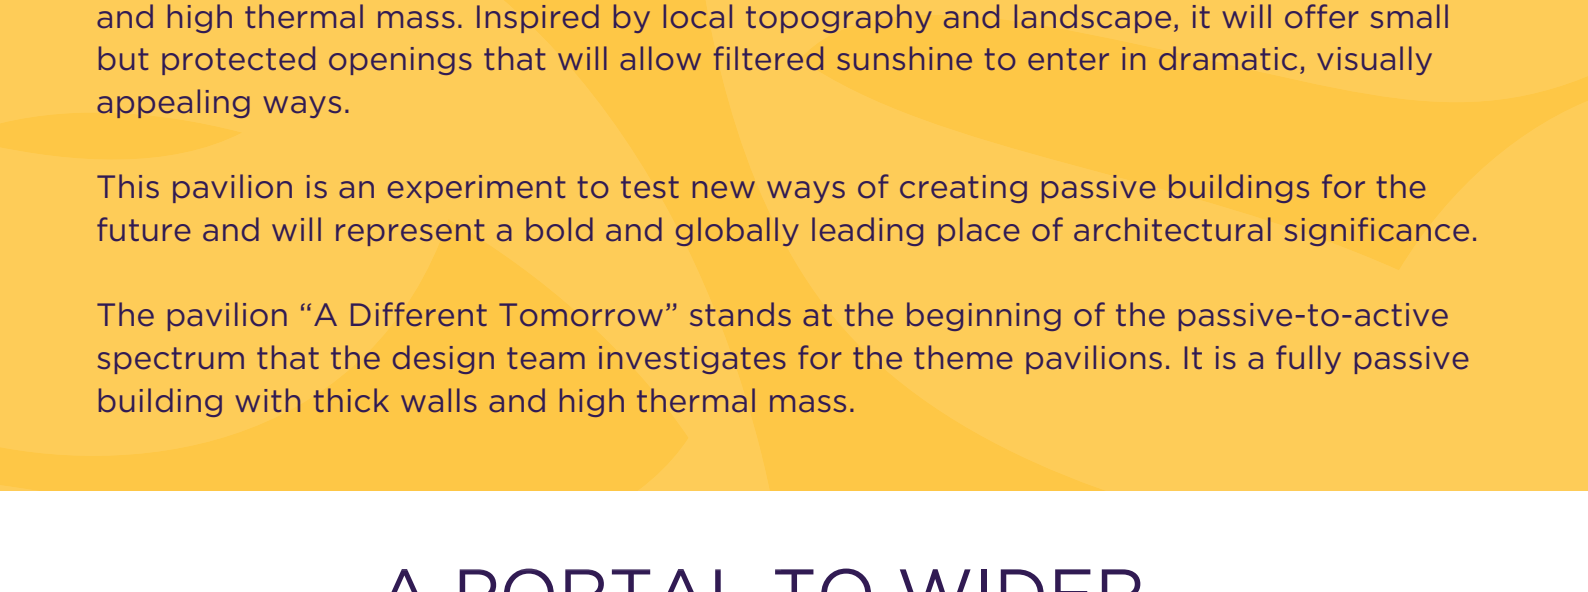 and high thermal mass. Inspired by local topography and landscape, it will offer small
but protected openings that will allow filtered sunshine to enter in dramatic, visually
appealing ways.
This pavilion is an experiment to test new ways of creating passive buildings for the
future and will represent a bold and globally leading place of architectural significance.
The pavilion “A Different Tomorrow” stands at the beginning of the passive-to-active
spectrum that the design team investigates for the theme pavilions. It is a fully passive
building with thick walls and high thermal mass.
A PORTAL TO WIDER